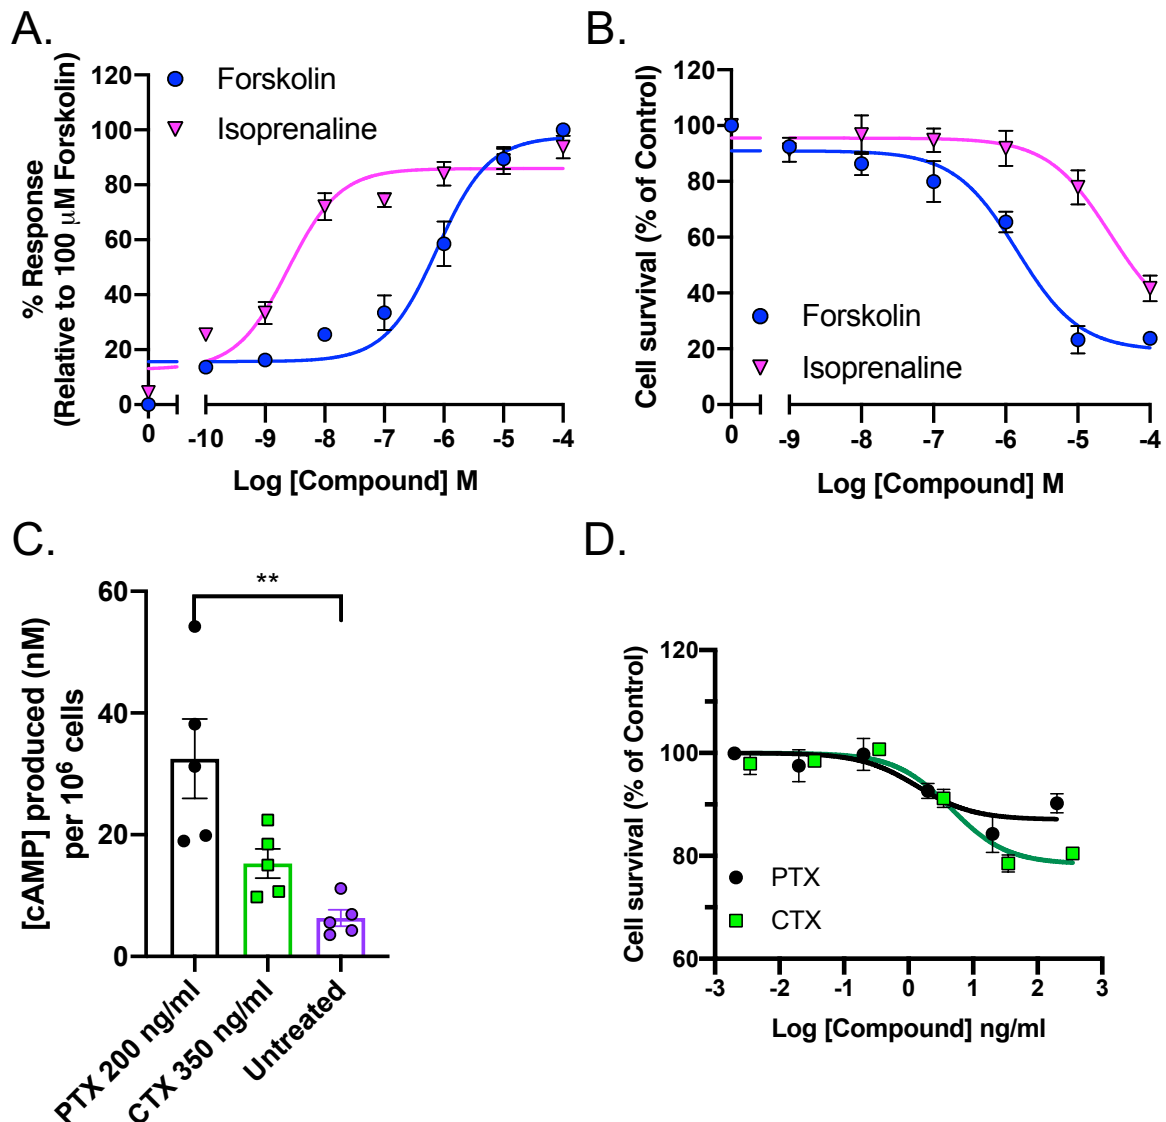 A.
% Response
(Relative to 100 μM Forskolin)
120
100
80
60
40
20
0
Forskolin
Isoprenaline
0
-10
-9
-8
-7
-6
-5
-4
Log [Compound] M
B.
Cell survival (% of Control)
120
100
80
60
40
20
0
Forskolin
Isoprenaline
0
-9
-8
-7
-6
-5
-4
Log [Compound] M
C.
[cAMP] produced (nM)
per 10⁶ cells
60
40
20
0
**
PTX 200 ng/ml
CTX 350 ng/ml
Untreated
D.
Cell survival (% of Control)
120
100
80
60
PTX
CTX
-3
-2
-1
0
1
2
3
Log [Compound] ng/ml